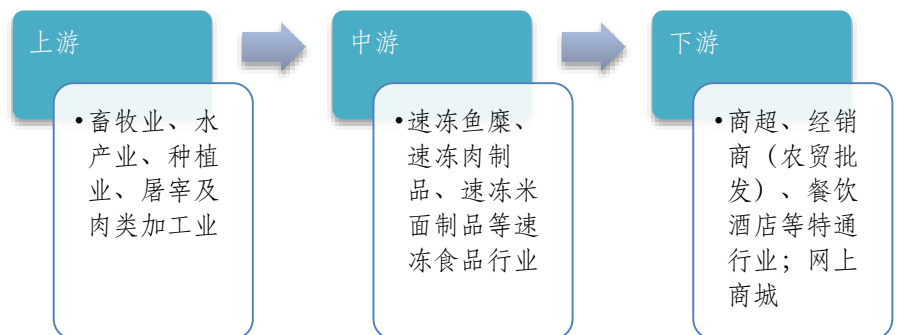 上游
•畜牧业、水
产业、种植
业、屠宰及
肉类加工业
中游
•速冻鱼糜、
速冻肉制
品、速冻米
面制品等速
冻食品行业
下游
•商超、经销
商（农贸批
发）、餐饮
酒店等特通
行业；网上
商城